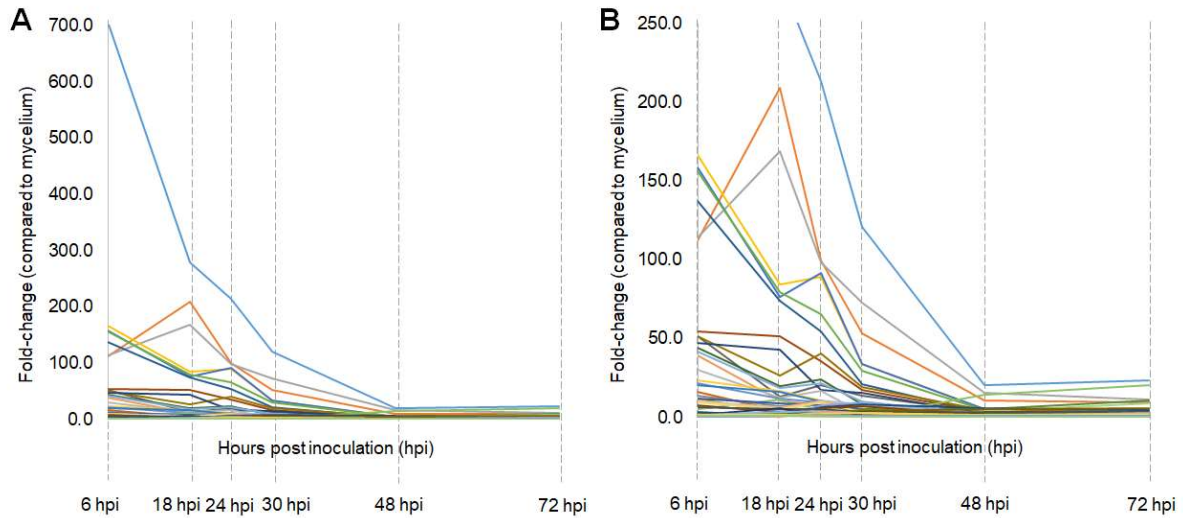 A
Fold-change (compared to mycelium)
700.0
600.0
500.0
400.0
300.0
200.0
100.0
0.0
Hours post inoculation (hpi)
6 hpi 18 hpi 24 hpi 30 hpi 48 hpi 72 hpi
B
Fold-change (compared to mycelium)
250.0
200.0
150.0
100.0
50.0
0.0
Hours post inoculation (hpi)
6 hpi 18 hpi 24 hpi 30 hpi 48 hpi 72 hpi